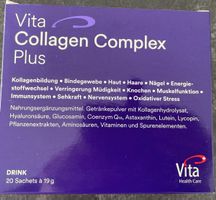 Vita
Collagen Complex
Plus
Kollagenbildung • Bindegewebe • Haut • Haare • Nägel • Energie-
stoffwechsel • Verringerung Müdigkeit • Knochen • Muskelfunktion •
Immunsystem • Sehkraft • Nervensystem • Oxidativer Stress
Nahrungsergänzungsmittel. Getränkepulver mit Kollagenhydrolysat,
Hyaluronsäure, Glucosamin, Coenzym Q10, Astaxanthin, Lutein, Lycopin,
Pflanzenextrakten, Aminosäuren, Vitaminen und Spurenelementen.
DRINK
20 Sachets à 19 g
Vita
Health Care